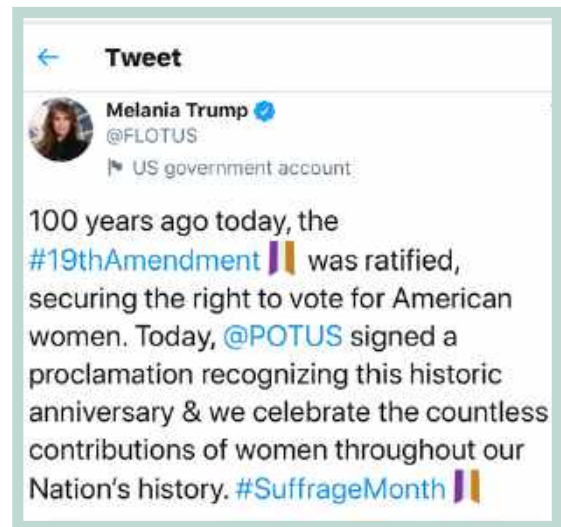 Tweet
Melania Trump
@FLOTUS
US government account
100 years ago today, the
#19thAmendment was ratified,
securing the right to vote for American
women. Today, @POTUS signed a
proclamation recognizing this historic
anniversary & we celebrate the countless
contributions of women throughout our
Nation's history. #SuffrageMonth